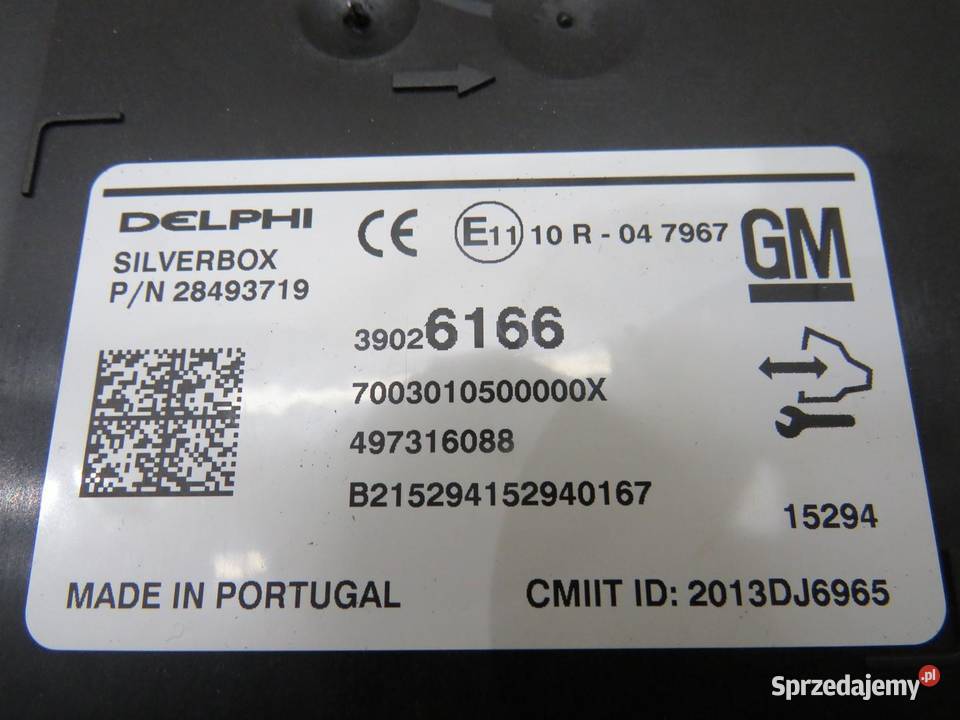 DELPHI
SILVERBOX
P/N 28493719
CE
E11 10 R - 04 7967
GM
39026166
7003010500000X
497316088
B215294152940167
15294
MADE IN PORTUGAL
CMIIT ID: 2013DJ6965
Sprzedajemy.pl